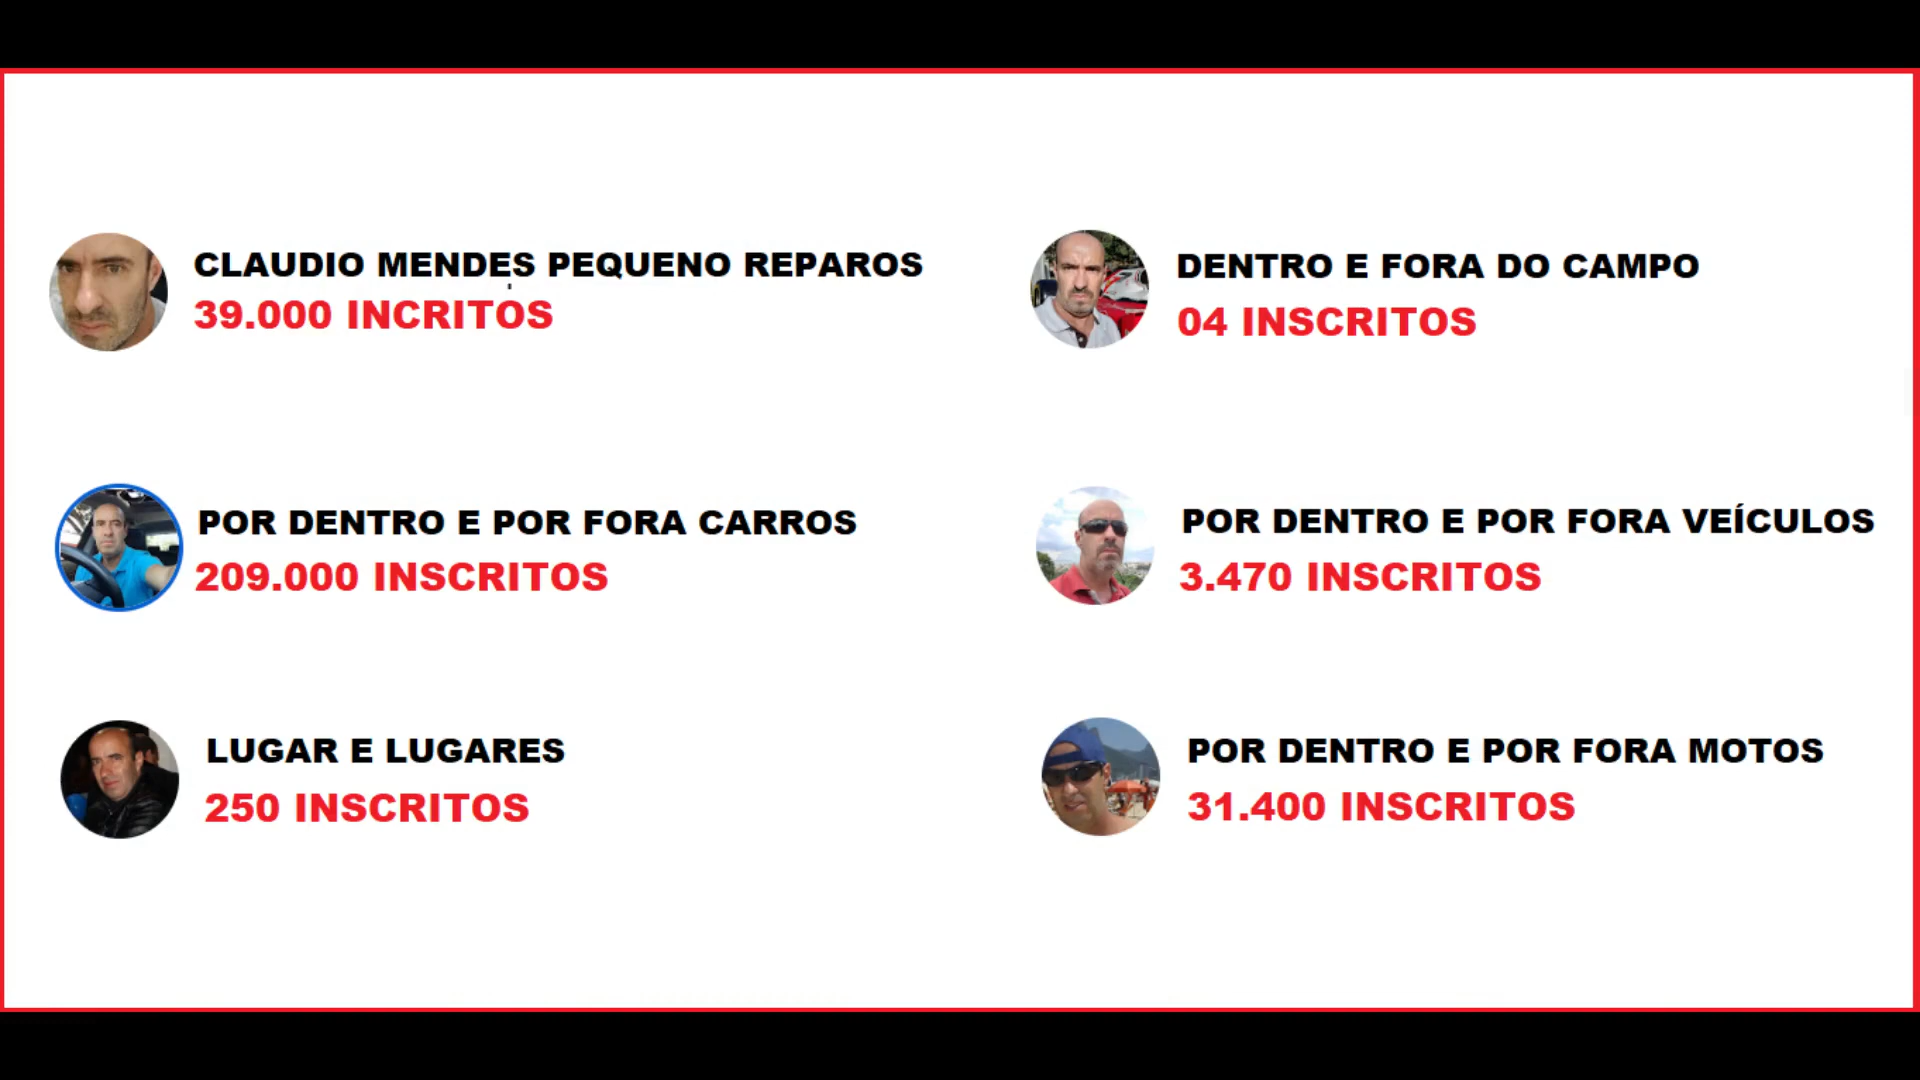 CLAUDIO MENDES PEQUENO REPAROS
39.000 INCRITOS
DENTRO E FORA DO CAMPO
04 INSCRITOS
POR DENTRO E POR FORA CARROS
209.000 INSCRITOS
POR DENTRO E POR FORA VEÍCULOS
3.470 INSCRITOS
LUGAR E LUGARES
250 INSCRITOS
POR DENTRO E POR FORA MOTOS
31.400 INSCRITOS